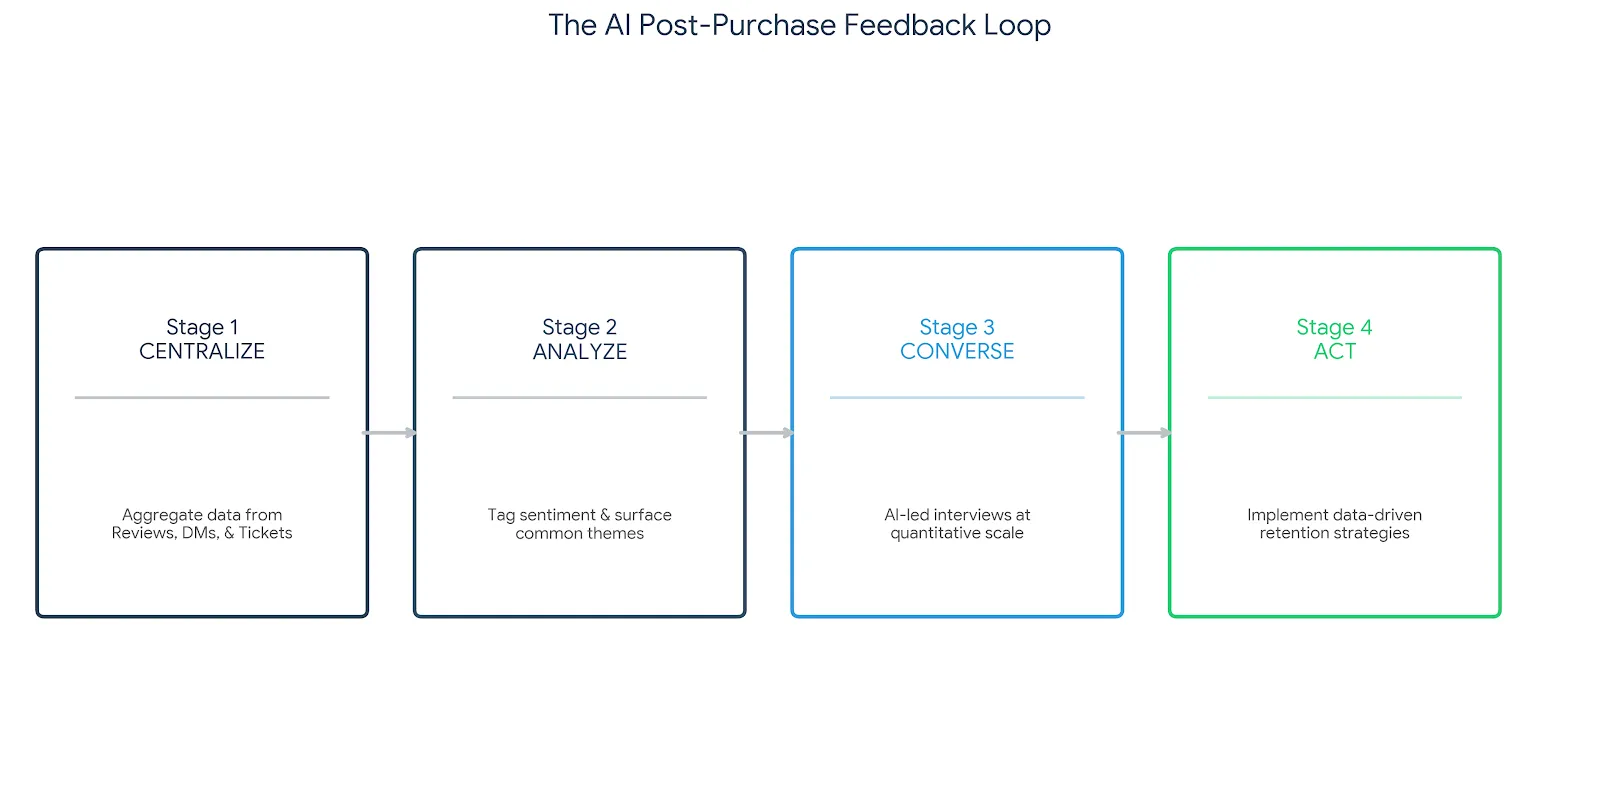 The AI Post-Purchase Feedback Loop
Stage 1
CENTRALIZE
Aggregate data from
Reviews, DMs, & Tickets
Stage 2
ANALYZE
Tag sentiment & surface
common themes
Stage 3
CONVERSE
AI-led interviews at
quantitative scale
Stage 4
ACT
Implement data-driven
retention strategies